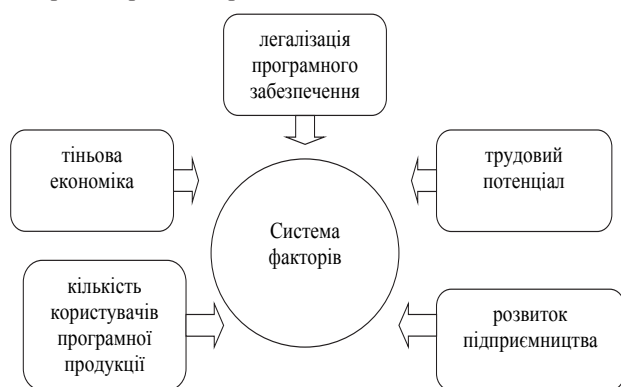 легалізація
програмного
забезпечення
тіньова
економіка
трудовий
потенціал
Система
факторів
кількість
користувачів
програмної
продукції
розвиток
підприємництва